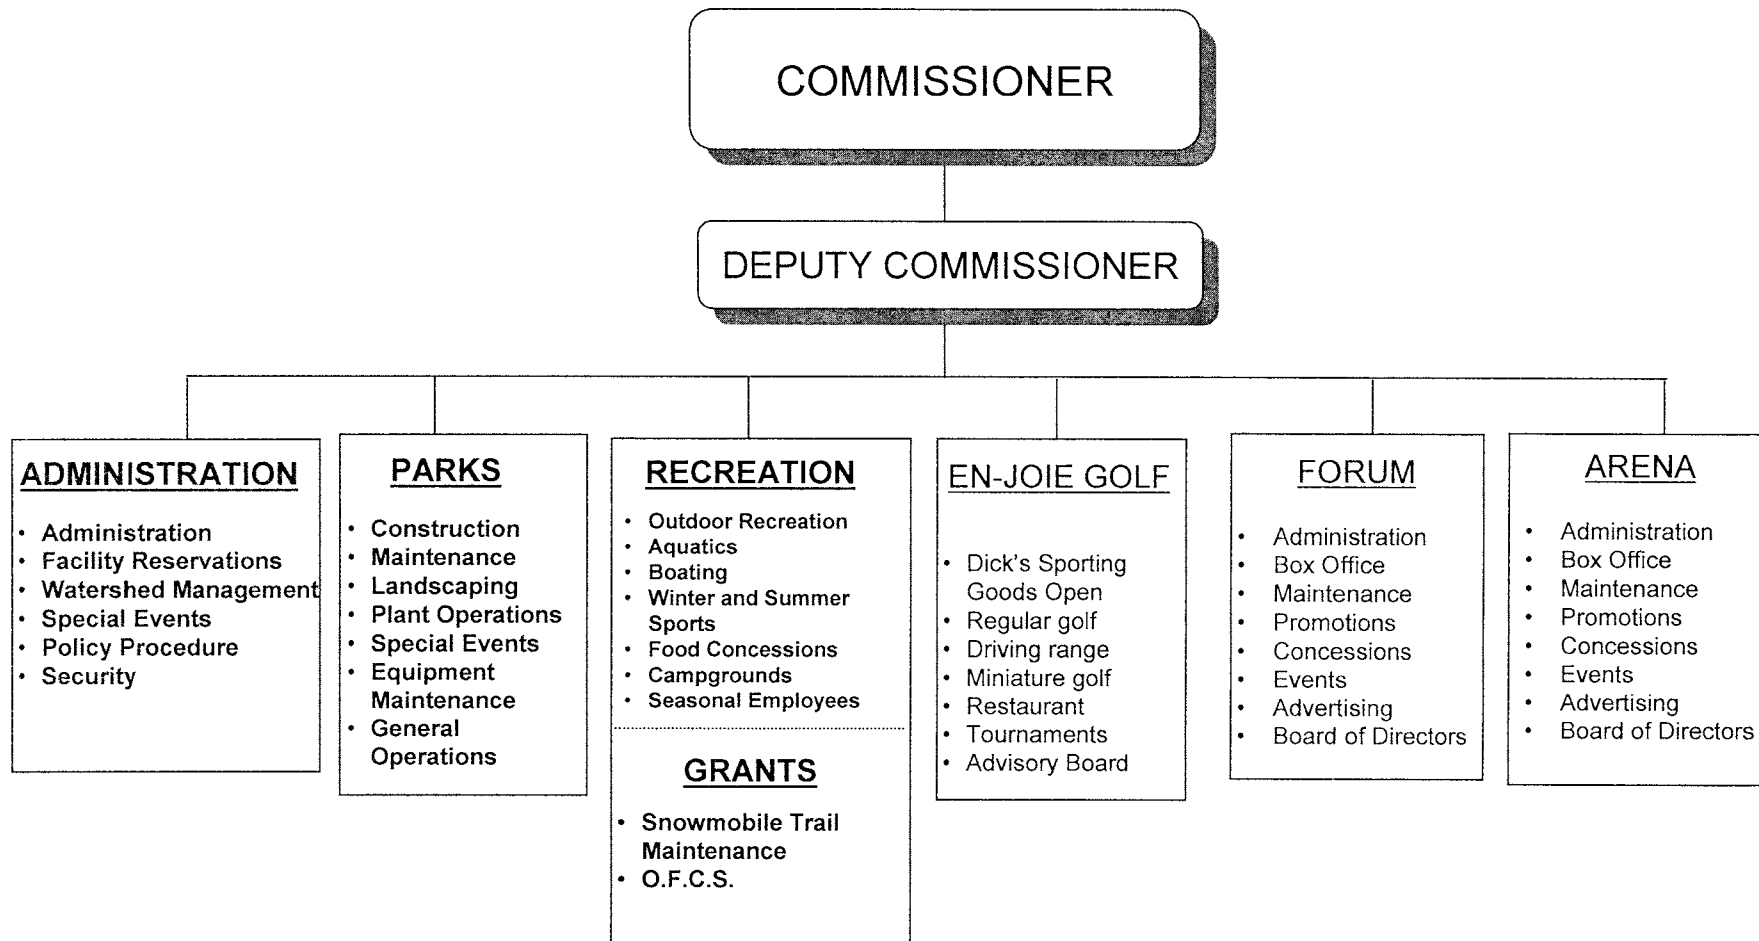 COMMISSIONER
DEPUTY COMMISSIONER
ADMINISTRATION
• Administration
• Facility Reservations
• Watershed Management
• Special Events
• Policy Procedure
• Security
PARKS
• Construction
• Maintenance
• Landscaping
• Plant Operations
• Special Events
• Equipment
Maintenance
• General
Operations
RECREATION
• Outdoor Recreation
• Aquatics
• Boating
• Winter and Summer
Sports
• Food Concessions
• Campgrounds
• Seasonal Employees
GRANTS
• Snowmobile Trail
Maintenance
• O.F.C.S.
EN-JOIE GOLF
• Dick's Sporting
Goods Open
• Regular golf
• Driving range
• Miniature golf
• Restaurant
• Tournaments
• Advisory Board
FORUM
• Administration
• Box Office
• Maintenance
• Promotions
• Concessions
• Events
• Advertising
• Board of Directors
ARENA
• Administration
• Box Office
• Maintenance
• Promotions
• Concessions
• Events
• Advertising
• Board of Directors